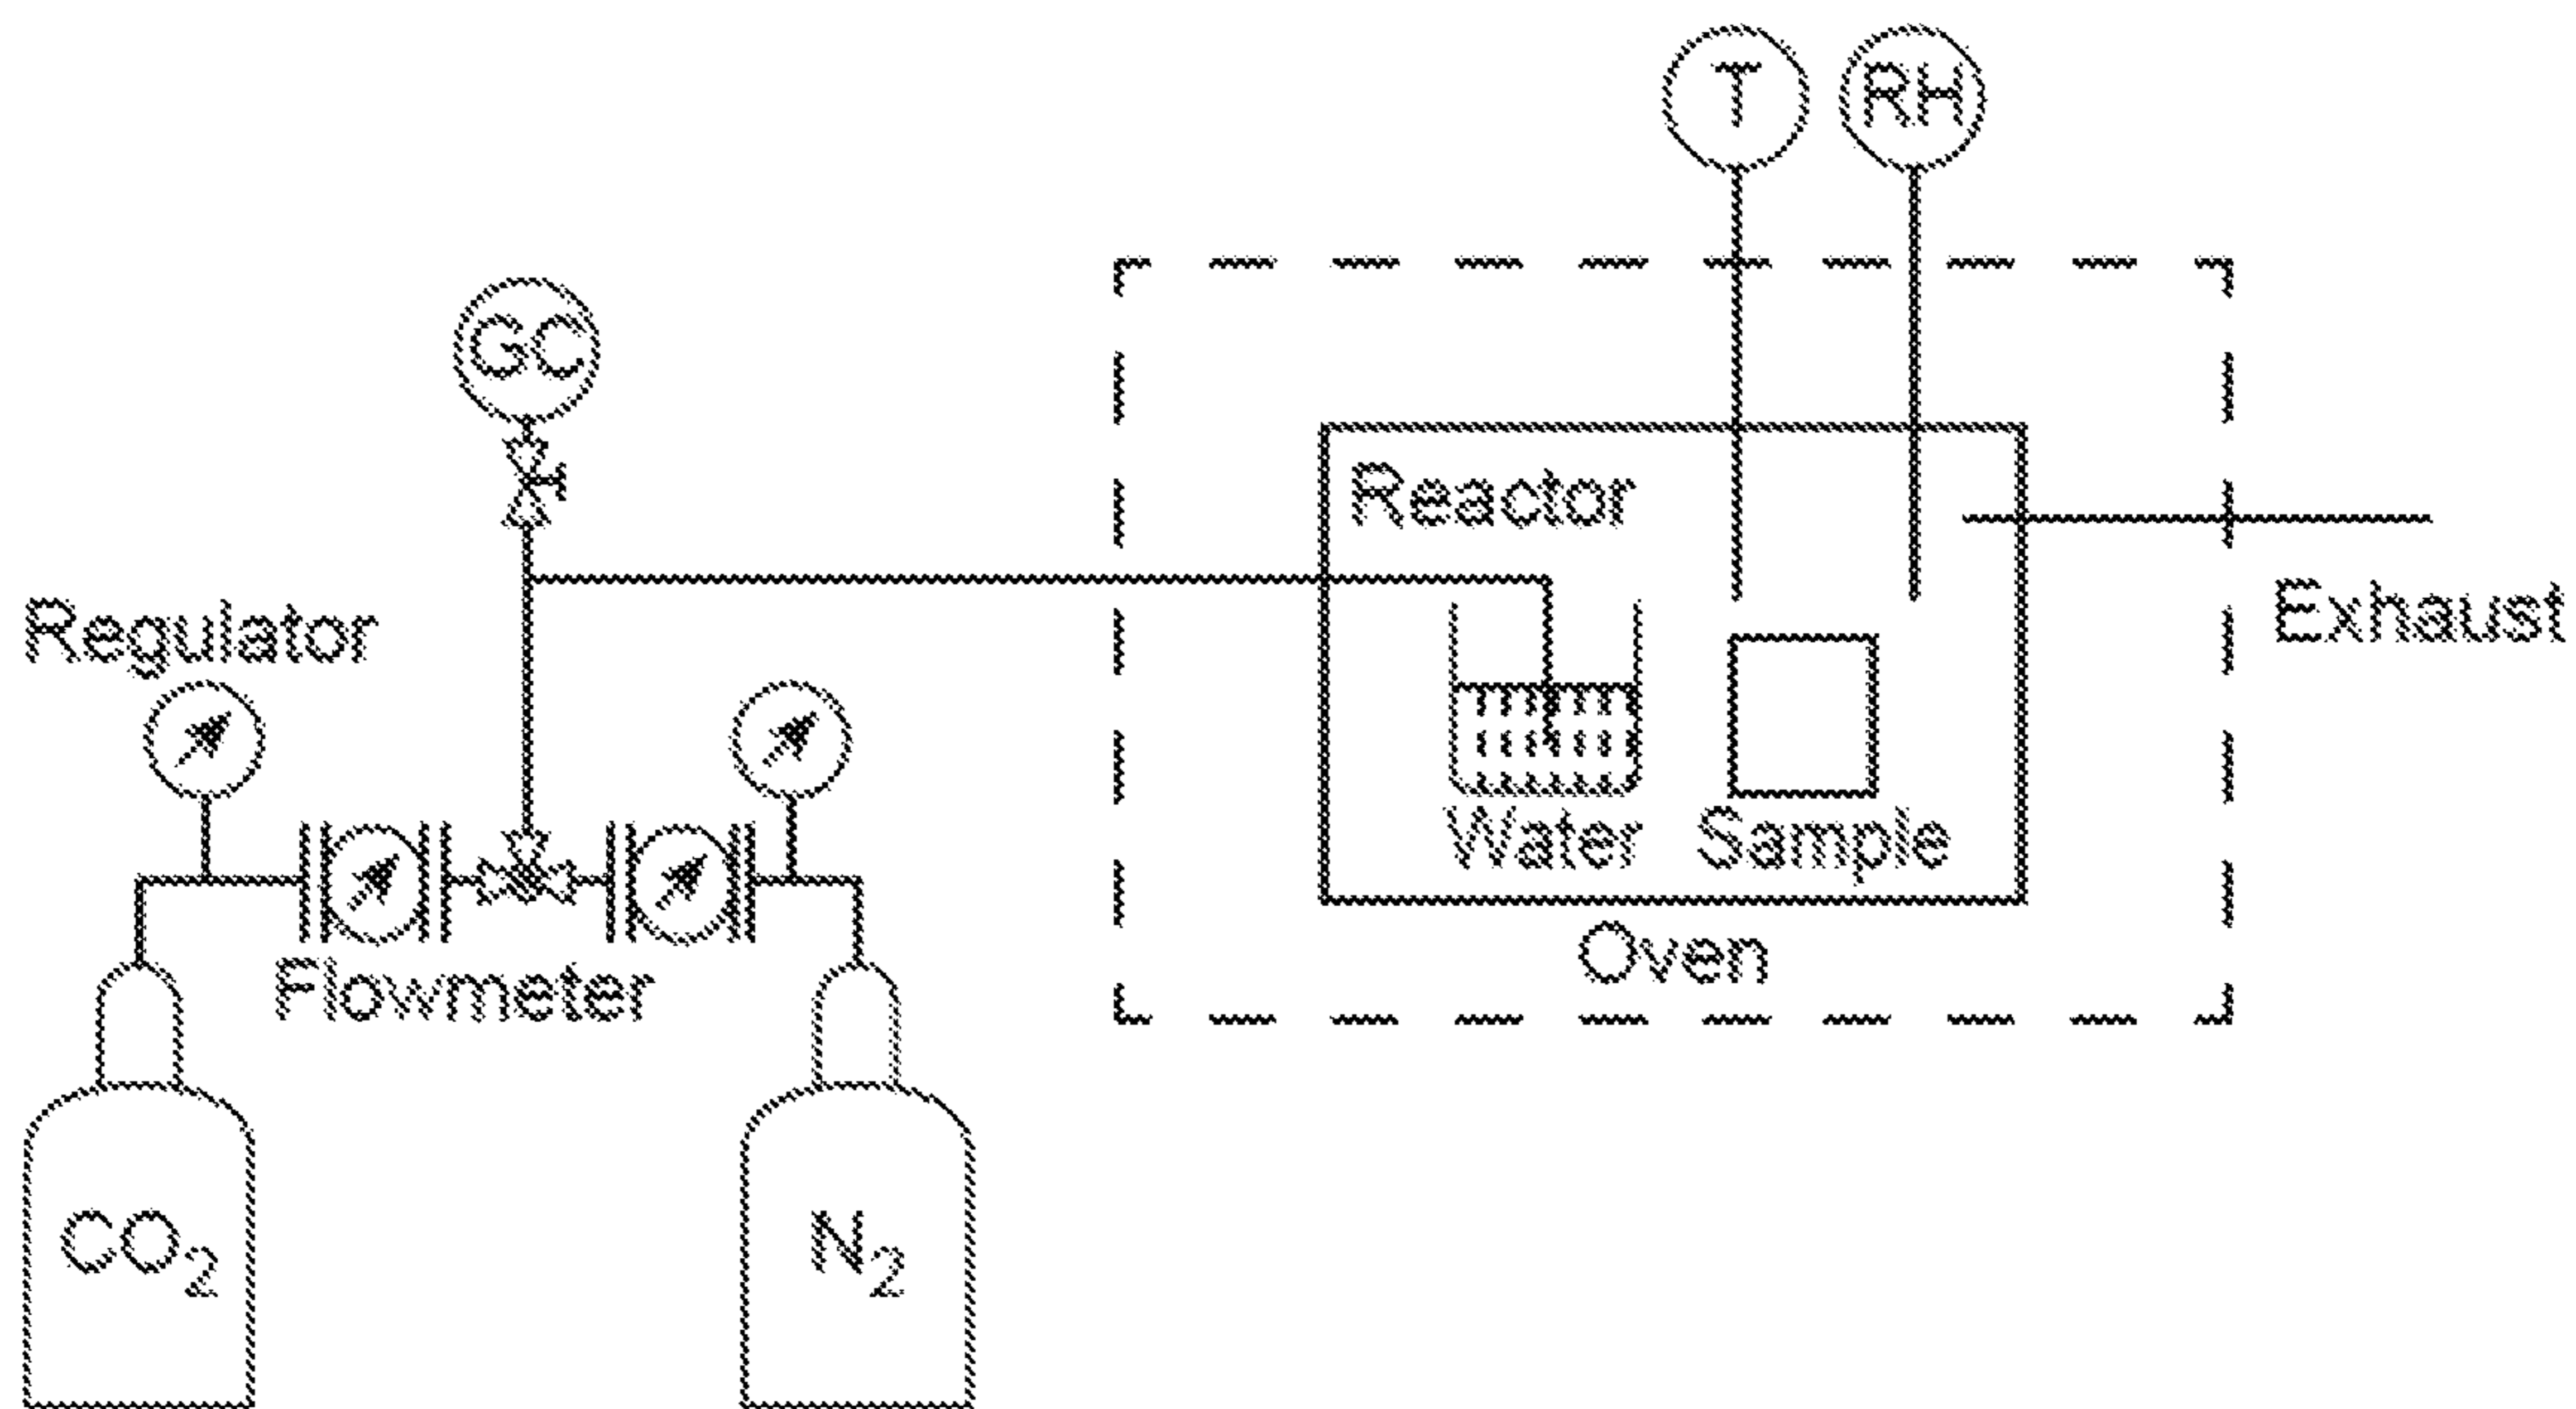 T RH
GC
Reactor
Regulator
Exhaust
Water Sample
Oven
Flowmeter
CO₂
N₂